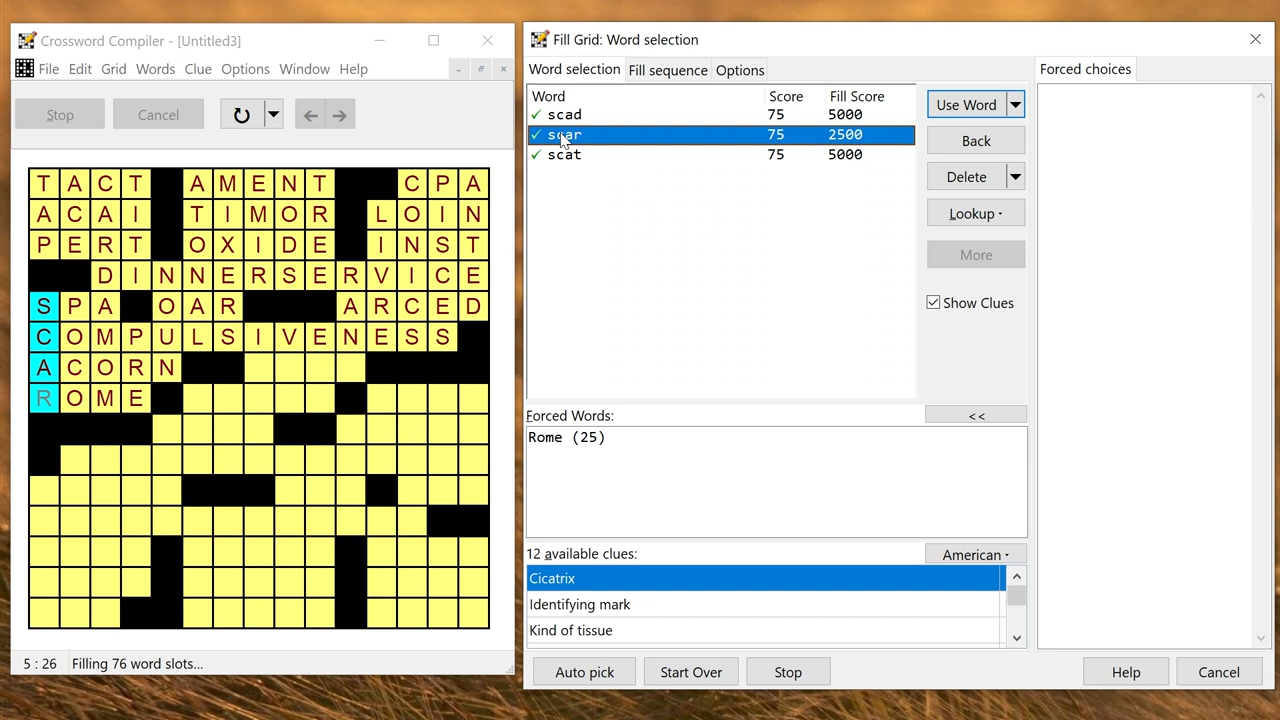 Crossword Compiler - [Untitled3]
File Edit Grid Words Clue Options Window Help
Stop Cancel
T A C T A M E N T C P A
A C A I T I M O R L O I N
P E R T O X I D E I N S T
D I N N E R S E R V I C E
S P A O A R A R C E D
C O M P U L S I V E N E S S
A C O R N
R O M E
5 : 26 Filling 76 word slots...
Fill Grid: Word selection
Word selection Fill sequence Options
Word Score Fill Score
✓ scad 75 5000
✓ scar 75 2500
✓ scat 75 5000
Use Word
Back
Delete
Lookup
More
Show Clues
Forced Words: <<
Rome (25)
12 available clues: American
Cicatrix
Identifying mark
Kind of tissue
Auto pick Start Over Stop
Forced choices
Help Cancel